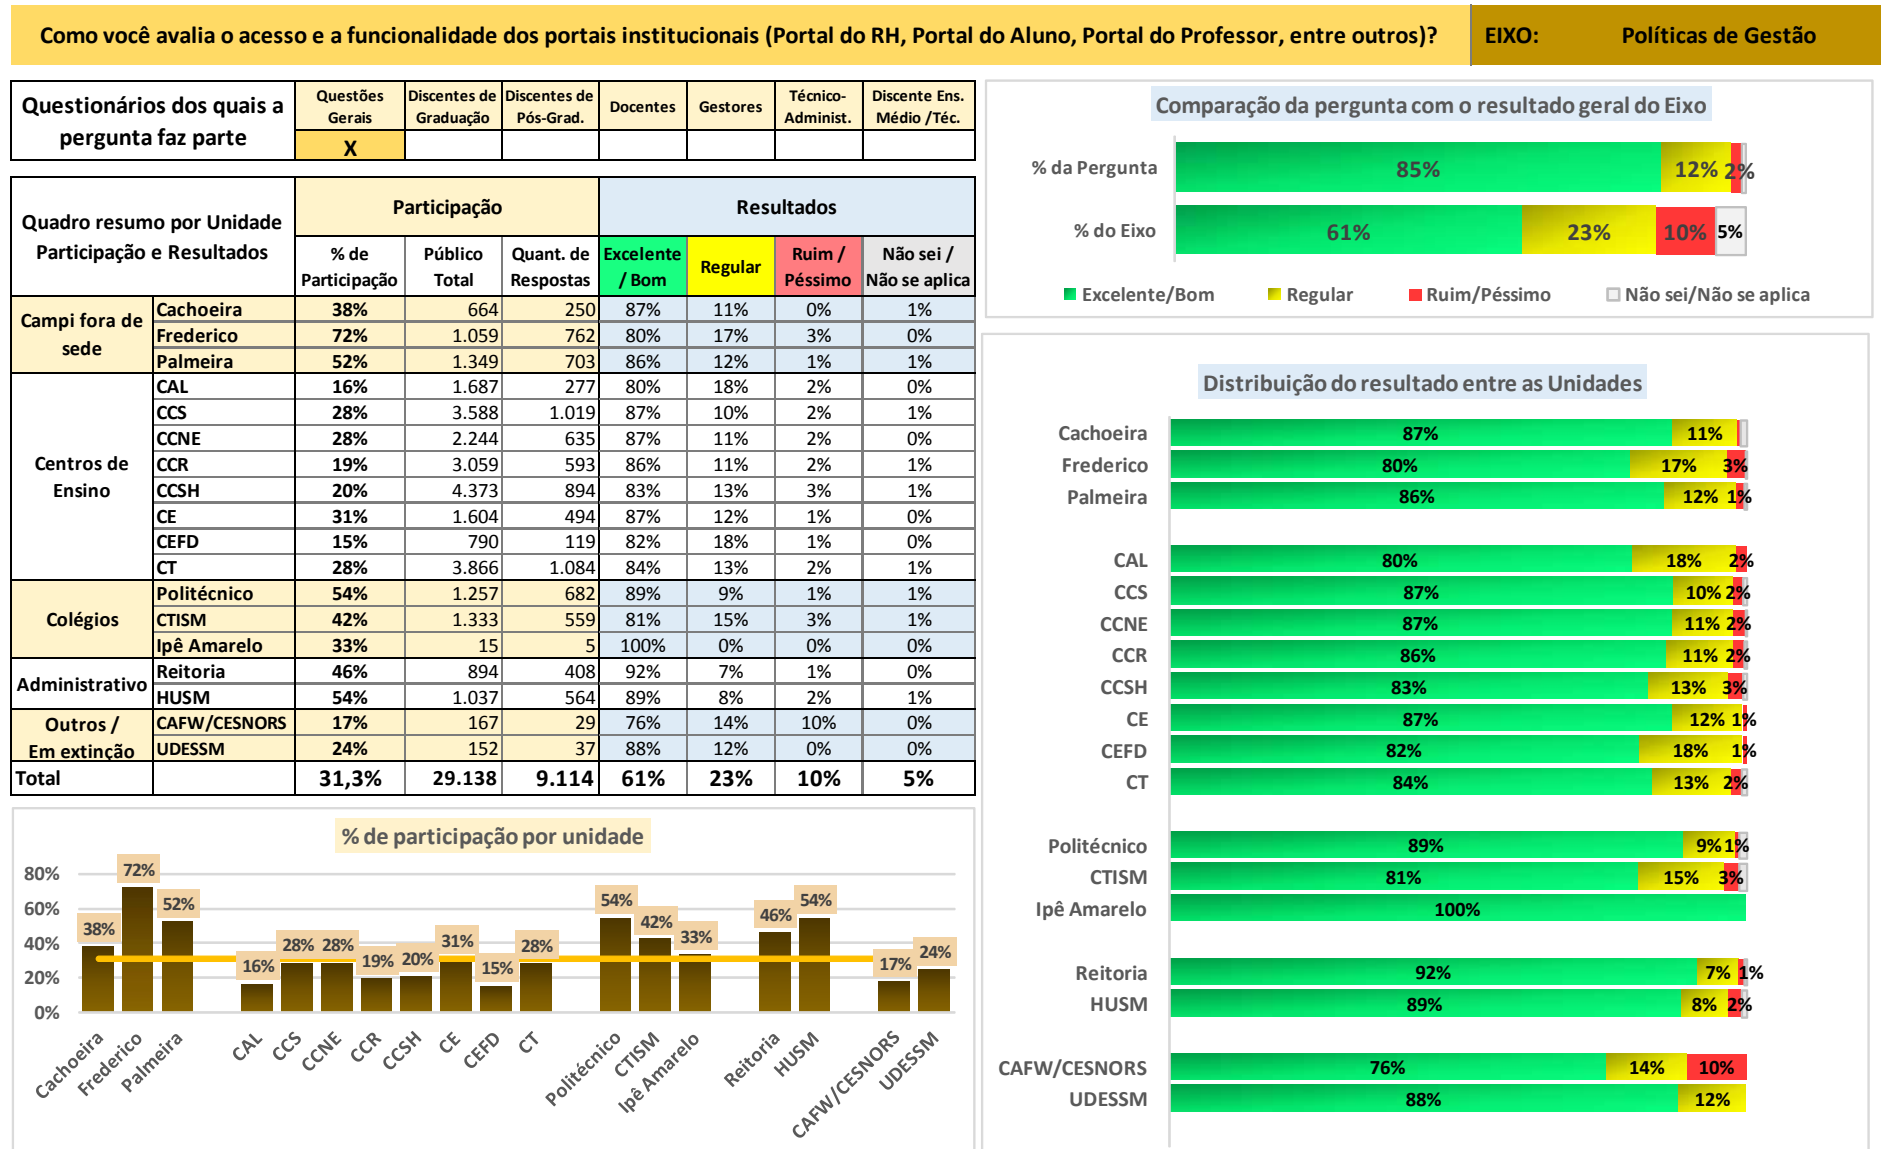 Como você avalia o acesso e a funcionalidade dos portais institucionais (Portal do RH, Portal do Aluno, Portal do Professor, entre outros)? EIXO: Políticas de Gestão
Questionários dos quais a pergunta faz parte
Questões Gerais Discentes de Graduação Discentes de Pós-Grad. Docentes Gestores Técnico-Administ. Discente Ens. Médio /Téc.
X
Quadro resumo por Unidade
Participação e Resultados
Participação Resultados
% de Participação Público Total Quant. de Respostas Excelente / Bom Regular Ruim / Péssimo Não sei / Não se aplica
Campi fora de sede
Cachoeira 38% 664 250 87% 11% 0% 1%
Frederico 72% 1.059 762 80% 17% 3% 0%
Palmeira 52% 1.349 703 86% 12% 1% 1%
Centros de Ensino
CAL 16% 1.687 277 80% 18% 2% 0%
CCS 28% 3.588 1.019 87% 10% 2% 1%
CCNE 28% 2.244 635 87% 11% 2% 0%
CCR 19% 3.059 593 86% 11% 2% 1%
CCSH 20% 4.373 894 83% 13% 3% 1%
CE 31% 1.604 494 87% 12% 1% 0%
CEFD 15% 790 119 82% 18% 1% 0%
CT 28% 3.866 1.084 84% 13% 2% 1%
Colégios
Politécnico 54% 1.257 682 89% 9% 1% 1%
CTISM 42% 1.333 559 81% 15% 3% 1%
Ipê Amarelo 33% 15 5 100% 0% 0% 0%
Administrativo
Reitoria 46% 894 408 92% 7% 1% 0%
HUSM 54% 1.037 564 89% 8% 2% 1%
Outros / Em extinção
CAFW/CESNORS 17% 167 29 76% 14% 10% 0%
UDESSM 24% 152 37 88% 12% 0% 0%
Total 31,3% 29.138 9.114 61% 23% 10% 5%
% de participação por unidade
80%
60%
40%
20%
0%
38% 72% 52% 16% 28% 28% 19% 20% 31% 15% 28% 54% 42% 33% 46% 54% 17% 24%
Cachoeira Frederico Palmeira CAL CCS CCNE CCR CCSH CE CEFD CT Politécnico CTISM Ipê Amarelo Reitoria HUSM CAFW/CESNORS UDESSM
Comparação da pergunta com o resultado geral do Eixo
% da Pergunta 85% 12% 2%
% do Eixo 61% 23% 10% 5%
Excelente/Bom Regular Ruim/Péssimo Não sei/Não se aplica
Distribuição do resultado entre as Unidades
Cachoeira 87% 11%
Frederico 80% 17% 3%
Palmeira 86% 12% 1%
CAL 80% 18% 2%
CCS 87% 10% 2%
CCNE 87% 11% 2%
CCR 86% 11% 2%
CCSH 83% 13% 3%
CE 87% 12% 1%
CEFD 82% 18% 1%
CT 84% 13% 2%
Politécnico 89% 9% 1%
CTISM 81% 15% 3%
Ipê Amarelo 100%
Reitoria 92% 7% 1%
HUSM 89% 8% 2%
CAFW/CESNORS 76% 14% 10%
UDESSM 88% 12%